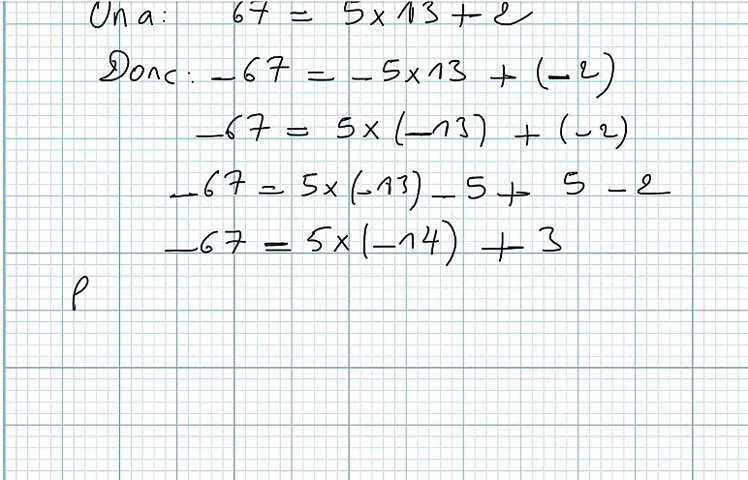 On a: 67 = 5x13 + 2
Donc: -67 = -5x13 + (-2)
-67 = 5x(-13) + (-2)
-67 = 5x(-13) - 5 + 5 - 2
-67 = 5x(-14) + 3
P